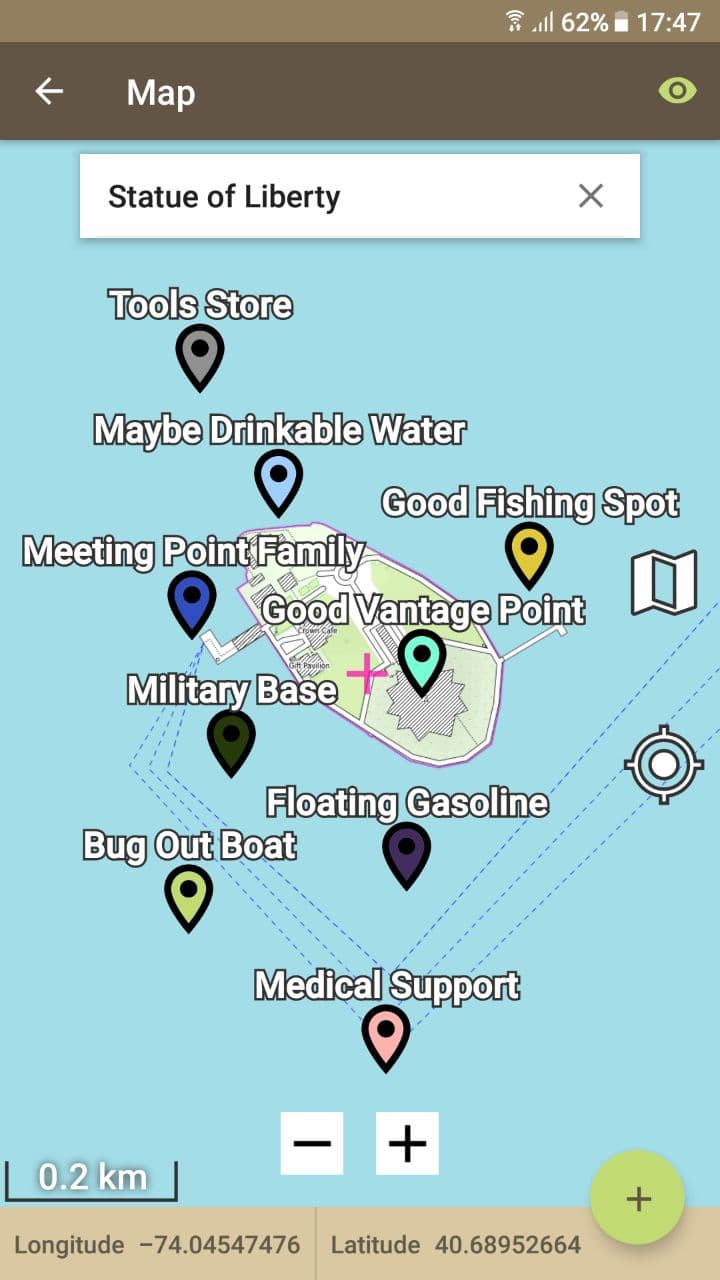 62% 17:47
Map
Statue of Liberty
Tools Store
Maybe Drinkable Water
Good Fishing Spot
Meeting Point Family
Good Vantage Point
Crown Cafe
Gift Pavilion
Military Base
Floating Gasoline
Bug Out Boat
Medical Support
0.2 km
Longitude −74.04547476 Latitude 40.68952664